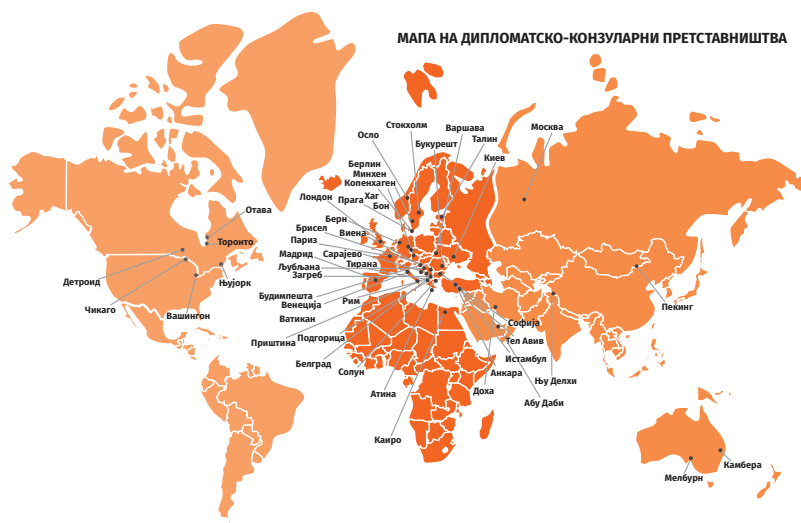 МАПА НА ДИПЛОМАТСКО-КОНЗУЛАРНИ ПРЕТСТАВНИШТВА
Стокхолм
Варшава
Москва
Осло
Букурешт
Талин
Киев
Берлин
Минхен
Копенхаген
Хаг
Лондон
Прага
Бон
Берн
Виена
Брисел
Париз
Мадрид
Сарајево
Љубљана
Тирана
Загреб
Будимпешта
Венеција
Рим
Ватикан
Приштина
Подгорица
Белград
Солун
Атина
Каиро
Отава
Торонто
Детроид
Њујорк
Чикаго
Вашингон
Пекинг
Софија
Тел Авив
Истамбул
Анкара
Њу Делхи
Доха
Абу Даби
Камбера
Мелбурн